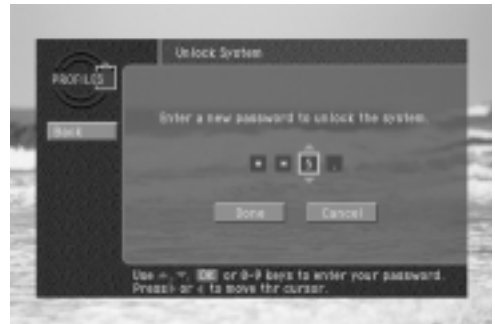 Unlock System
PROFILES
Back
Enter a new password to unlock the system.
* * 5 .
Done Cancel
Use ▲, ▼, OK or 0-9 keys to enter your password.
Press › or ‹ to move thr cursor.